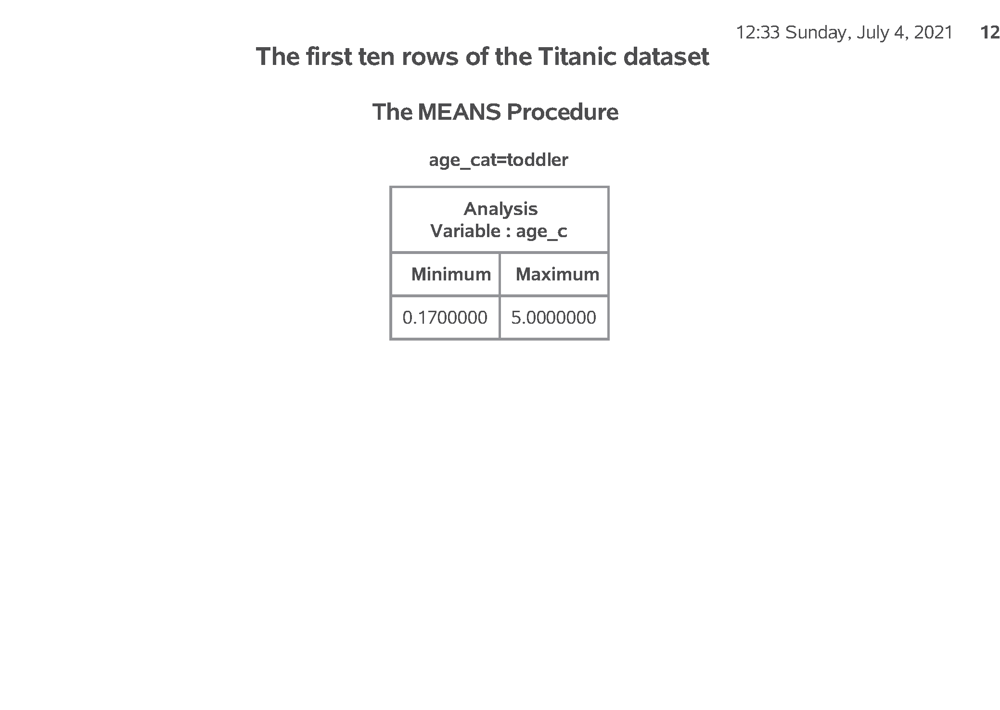 12:33 Sunday, July 4, 2021 12
The first ten rows of the Titanic dataset
The MEANS Procedure
age_cat=toddler
Analysis
Variable : age_c
Minimum Maximum
0.1700000 5.0000000